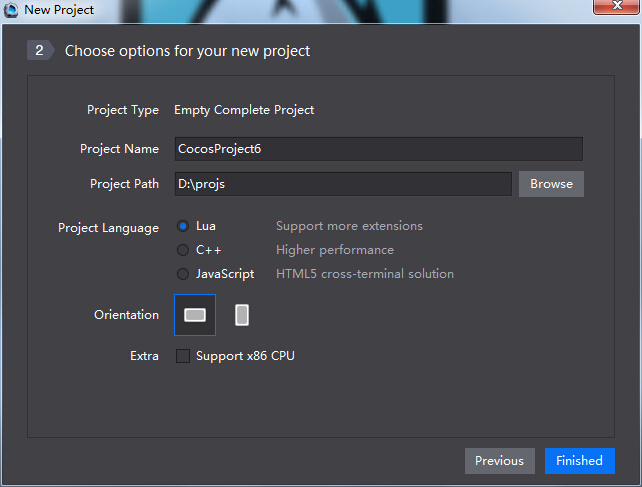 New Project
2 Choose options for your new project
Project Type Empty Complete Project
Project Name CocosProject6
Project Path D:\projs Browse
Project Language Lua Support more extensions
C++ Higher performance
JavaScript HTML5 cross-terminal solution
Orientation
Extra Support x86 CPU
Previous Finished